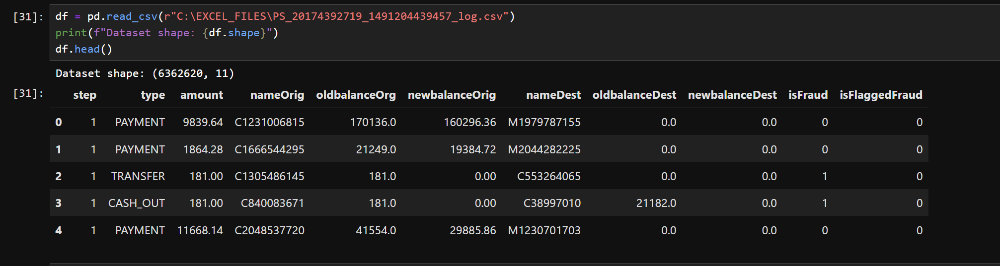 [31]: df = pd.read_csv(r"C:\EXCEL_FILES\PS_20174392719_1491204439457_log.csv")
print(f"Dataset shape: {df.shape}")
df.head()
Dataset shape: (6362620, 11)
[31]: step type amount nameOrig oldbalanceOrg newbalanceOrig nameDest oldbalanceDest newbalanceDest isFraud isFlaggedFraud
0 1 PAYMENT 9839.64 C1231006815 170136.0 160296.36 M1979787155 0.0 0.0 0 0
1 1 PAYMENT 1864.28 C1666544295 21249.0 19384.72 M2044282225 0.0 0.0 0 0
2 1 TRANSFER 181.00 C1305486145 181.0 0.00 C553264065 0.0 0.0 1 0
3 1 CASH_OUT 181.00 C840083671 181.0 0.00 C38997010 21182.0 0.0 1 0
4 1 PAYMENT 11668.14 C2048537720 41554.0 29885.86 M1230701703 0.0 0.0 0 0